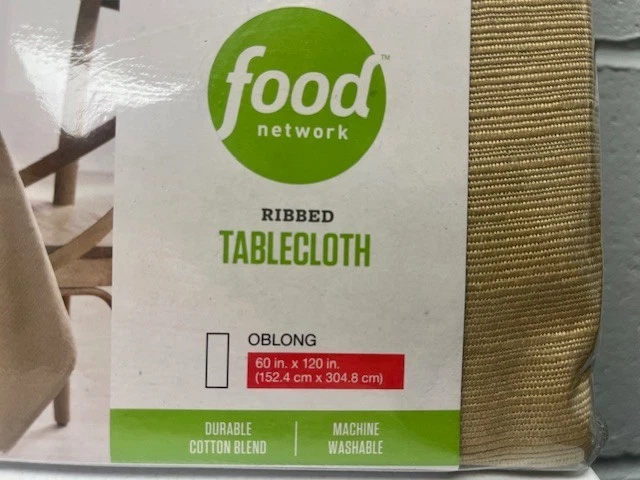 food™
network
RIBBED
TABLECLOTH
OBLONG
60 in. x 120 in.
(152.4 cm x 304.8 cm)
DURABLE
COTTON BLEND
MACHINE
WASHABLE